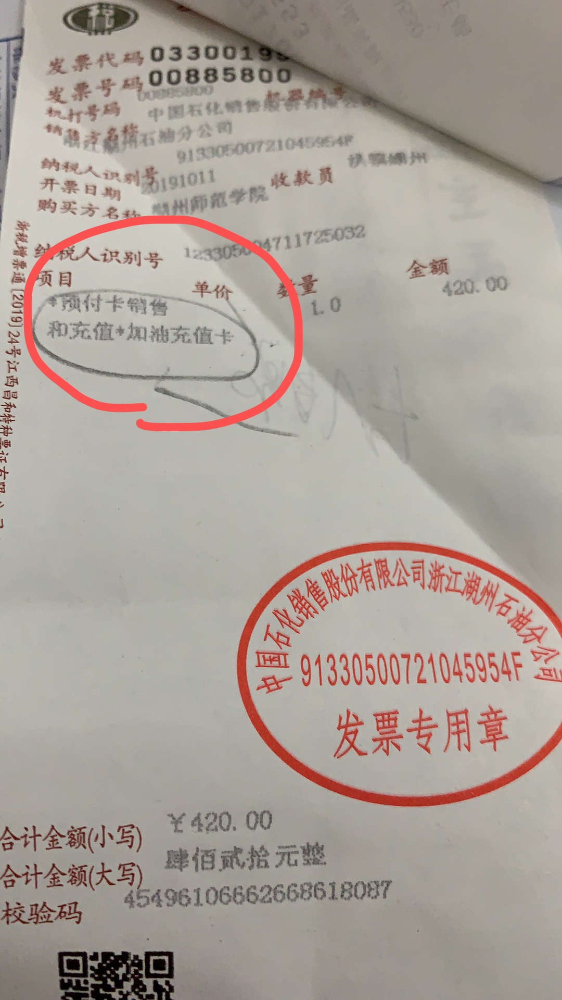 税
发票代码 03300019
发票号码 00885800
机打号码 00885800 机器编号
销售方名称 中国石化销售股份有限公司
浙江湖州石油分公司
纳税人识别号 91330500721045954F
开票日期 20191011 收款员
购买方名称 湖州师范学院
纳税人识别号 123305004711725032
项目 单价 数量 金额
*预付卡销售 1.0 420.00
和充值*加油充值卡
浙税增票通(2019)24号江西昌和特种票证有限公司
中国石化销售股份有限公司浙江湖州石油分公司
91330500721045954F
发票专用章
合计金额(小写) ¥420.00
合计金额(大写) 肆佰贰拾元整
校验码 45496106662668618087